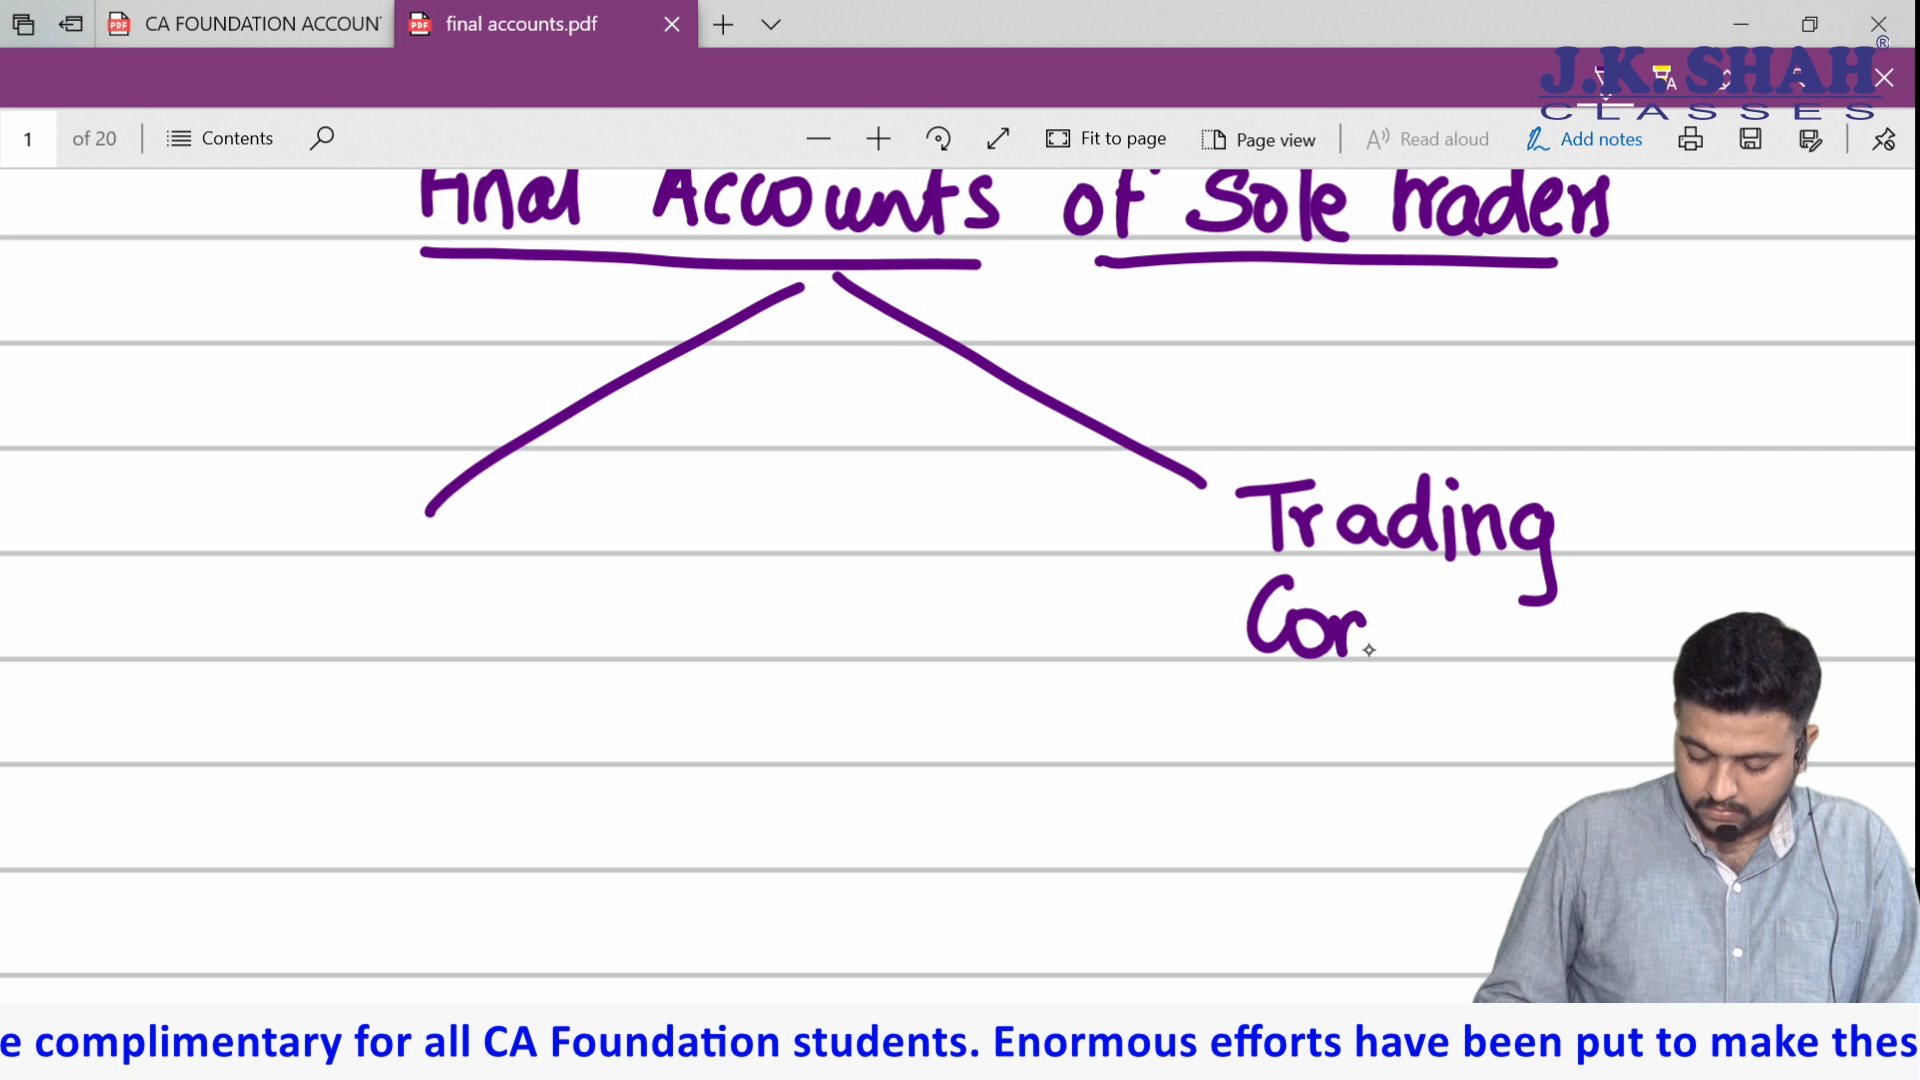 CA FOUNDATION ACCOUN
final accounts.pdf
J.K. SHAH®
CLASSES
1 of 20
Contents
Fit to page
Page view
Read aloud
Add notes
Final Accounts of Sole traders
Trading
Cor
e complimentary for all CA Foundation students. Enormous efforts have been put to make thes